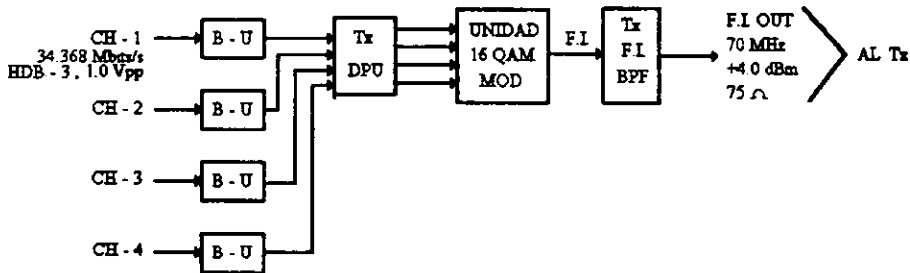 CH - 1
34.368 Mbits/s
HDB - 3, 1.0 Vpp
B - U
CH - 2
B - U
CH - 3
B - U
CH - 4
B - U
Tx
DPU
UNIDAD
16 QAM
MOD
F.I.
Tx
F.I.
BPF
F.I. OUT
70 MHz
+4.0 dBm
75 Ω
AL Tx